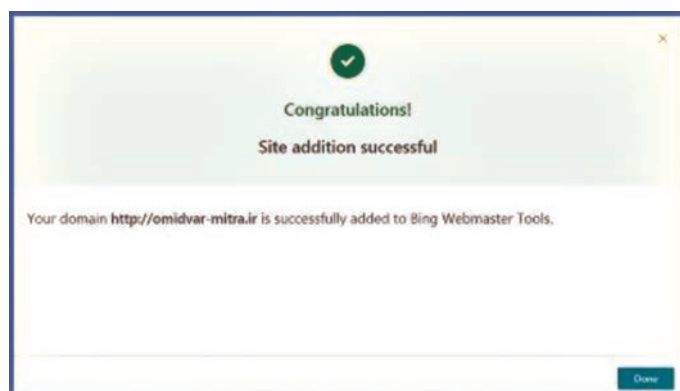 Congratulations!
Site addition successful
Your domain http://omidvar-mitra.ir is successfully added to Bing Webmaster Tools.
Done